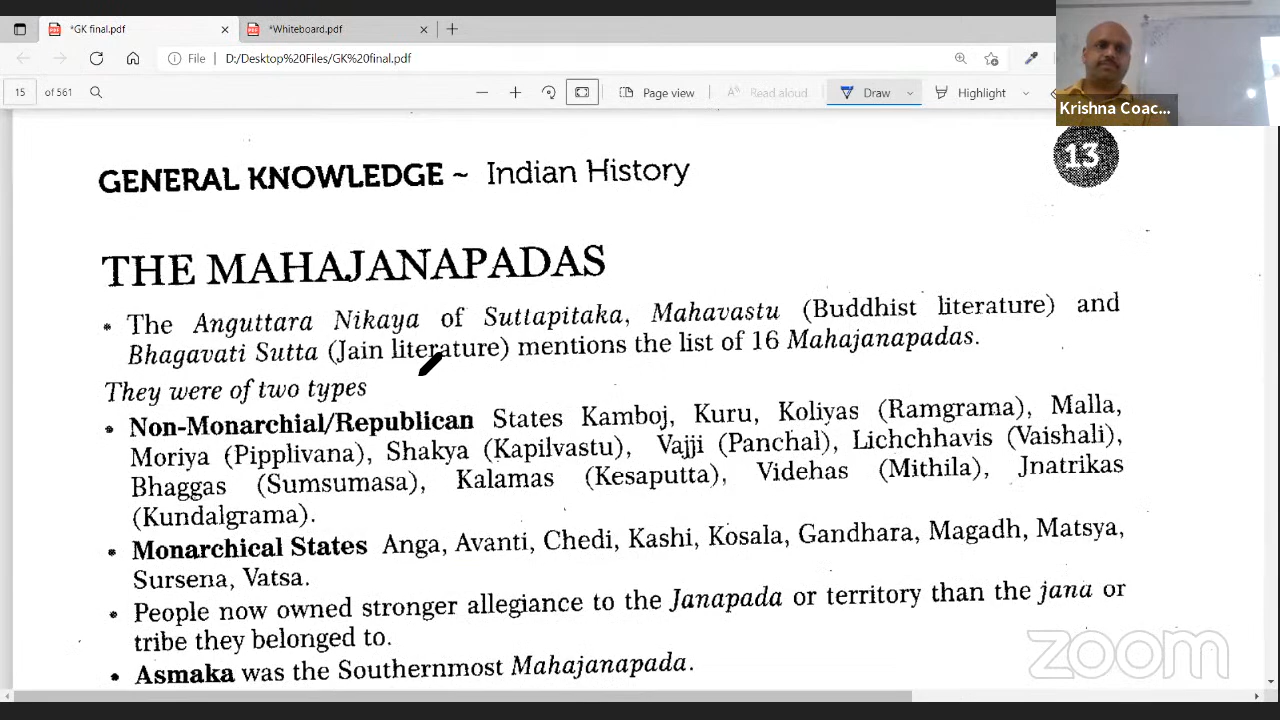 *GK final.pdf
*Whiteboard.pdf
File
D:/Desktop%20Files/GK%20final.pdf
15 of 561
Page view
Read aloud
Draw
Highlight
Krishna Coac...
GENERAL KNOWLEDGE ~ Indian History
13
THE MAHAJANAPADAS
• The Anguttara Nikaya of Suttapitaka, Mahavastu (Buddhist literature) and
Bhagavati Sutta (Jain literature) mentions the list of 16 Mahajanapadas.
They were of two types
• Non-Monarchial/Republican States Kamboj, Kuru, Koliyas (Ramgrama), Malla,
Moriya (Pipplivana), Shakya (Kapilvastu), Vajji (Panchal), Lichchhavis (Vaishali),
Bhaggas (Sumsumasa), Kalamas (Kesaputta), Videhas (Mithila), Jnatrikas
(Kundalgrama).
• Monarchical States Anga, Avanti, Chedi, Kashi, Kosala, Gandhara, Magadh, Matsya,
Sursena, Vatsa.
• People now owned stronger allegiance to the Janapada or territory than the jana or
tribe they belonged to.
• Asmaka was the Southernmost Mahajanapada.
zoom